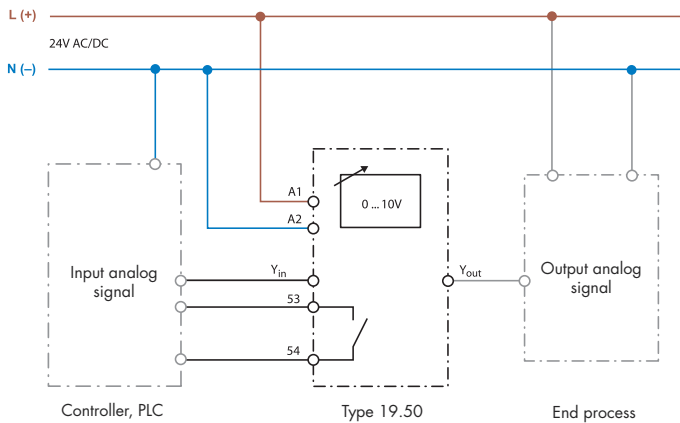 L (+)
24V AC/DC
N (–)
A1
0 ... 10V
A2
Input analog
signal
Yin
Yout
Output analog
signal
53
54
Controller, PLC
Type 19.50
End process